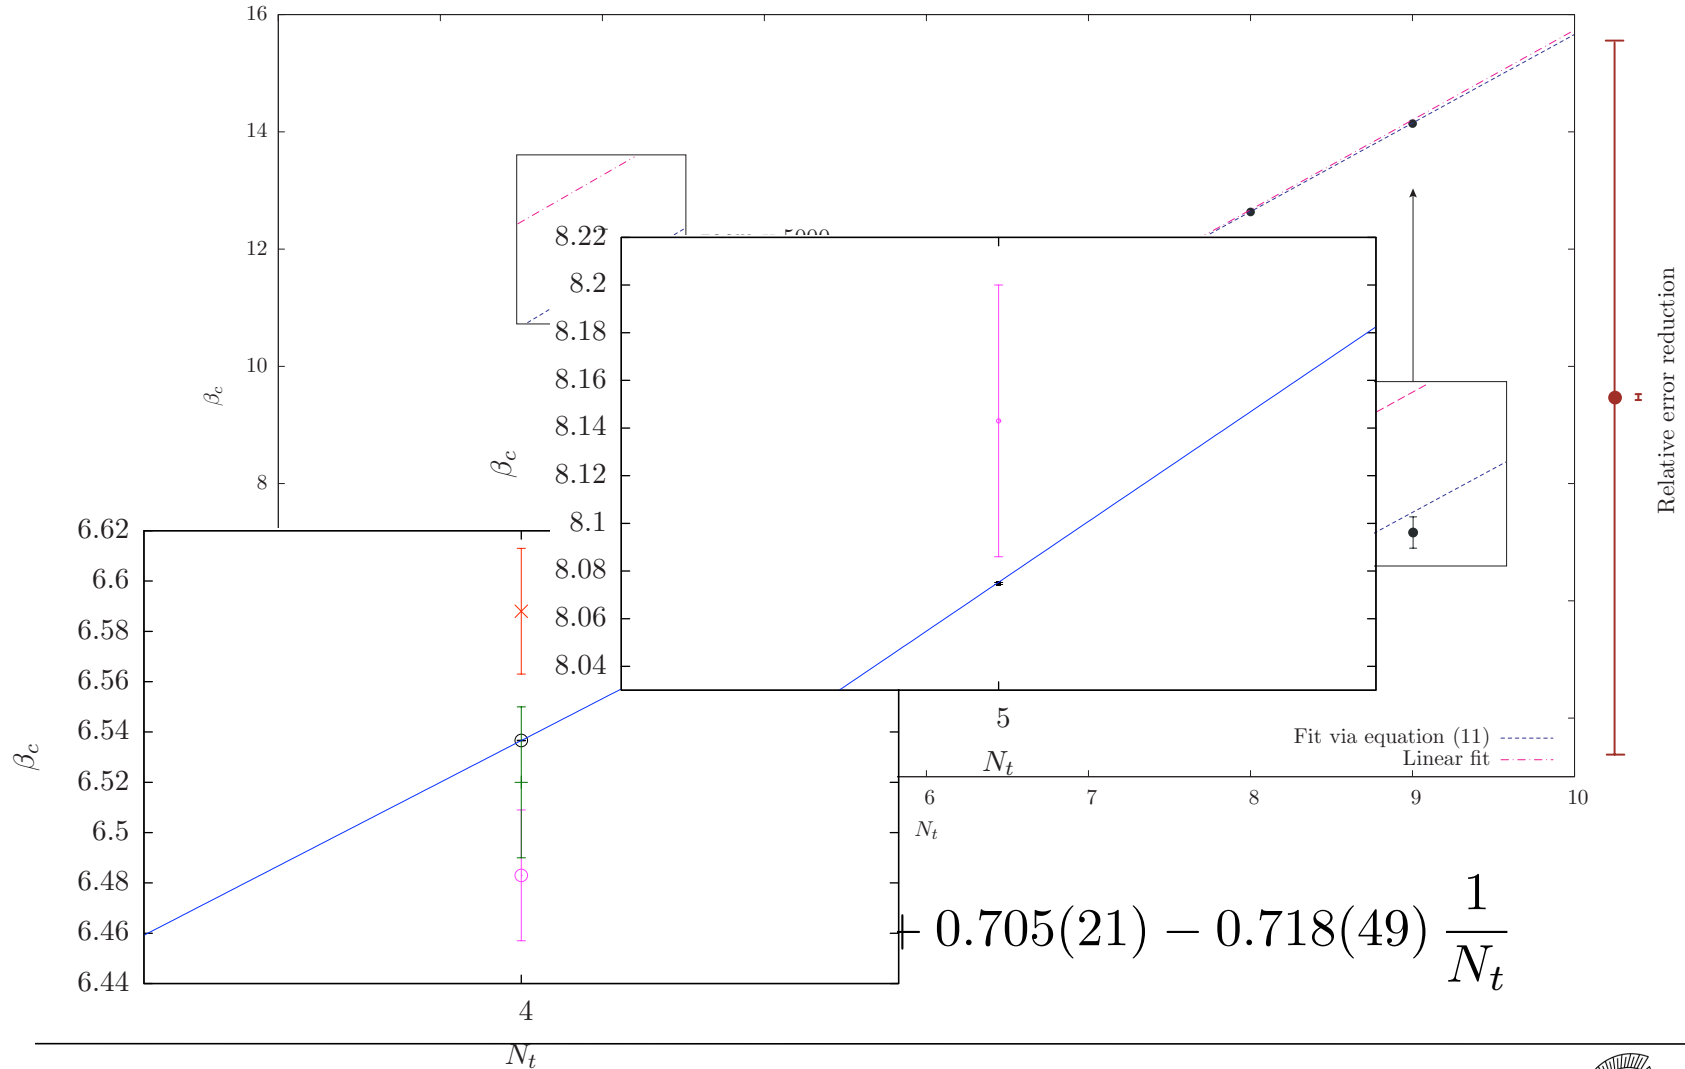 16
14
12
10
8
β_c
5000
8.22
8.2
8.18
8.16
8.14
8.12
8.1
8.08
8.06
8.04
β_c
5
N_t
6.62
6.6
6.58
6.56
6.54
6.52
6.5
6.48
6.46
6.44
β_c
4
N_t
Fit via equation (11)
Linear fit
6 7 8 9 10
N_t
Relative error reduction
+ 0.705(21) − 0.718(49) 1/N_t